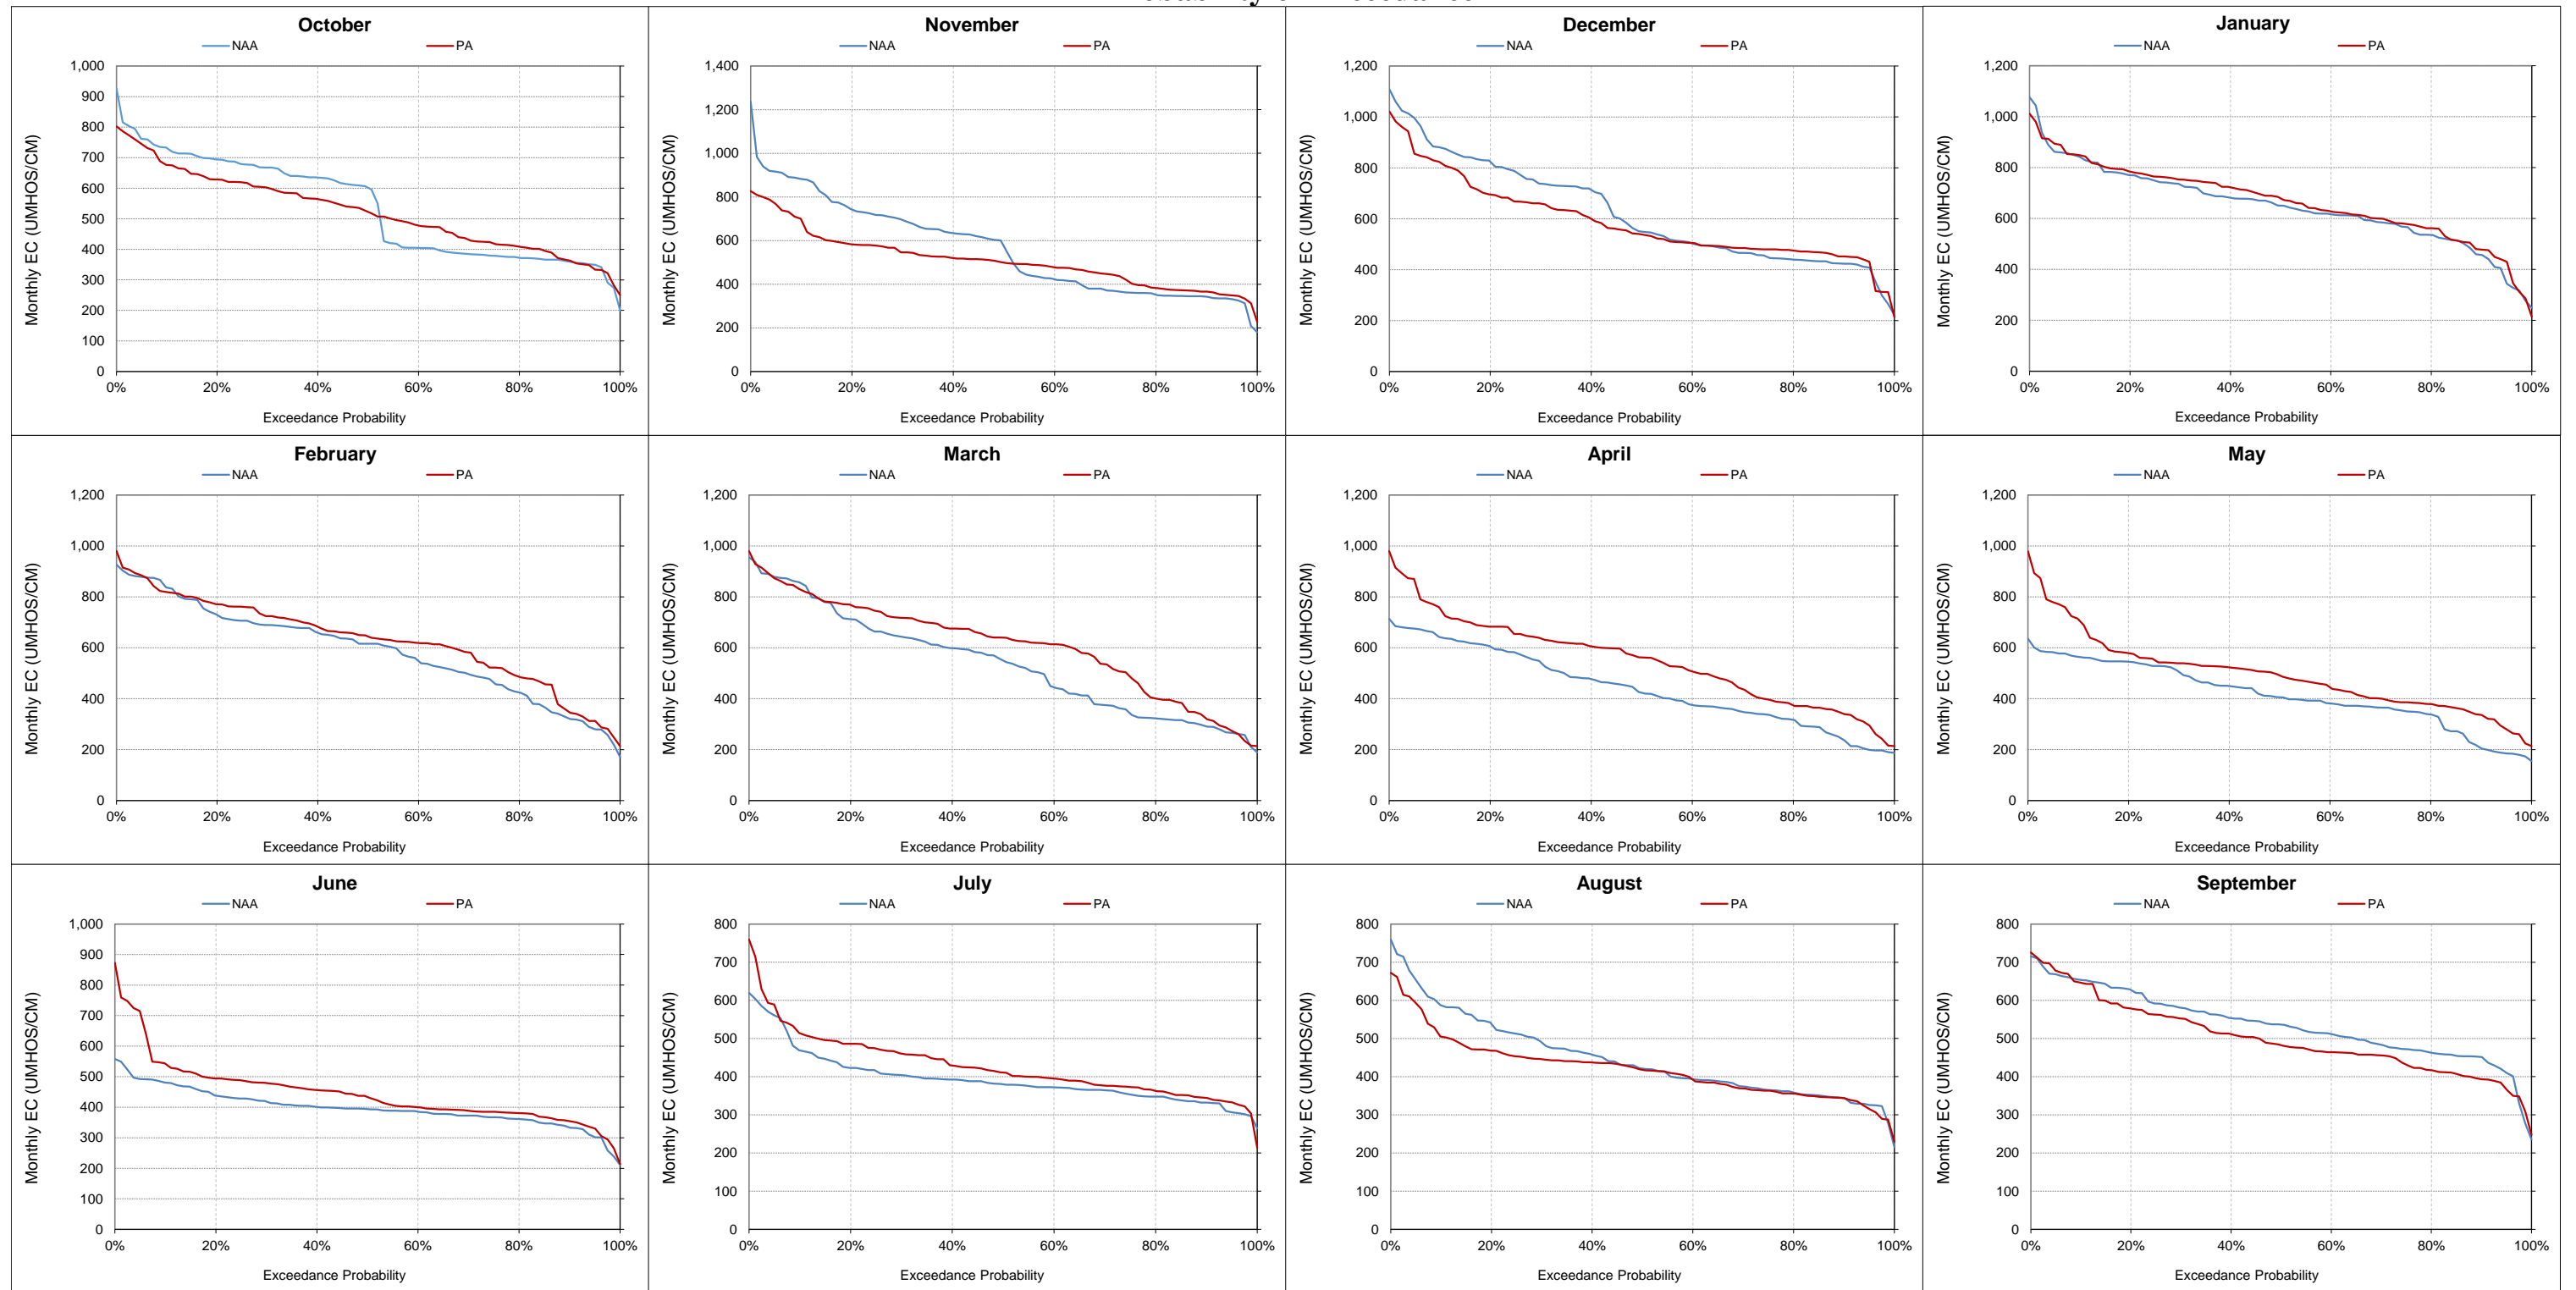 October
NAA PA
1,000
900
800
700
600
500
400
300
200
100
0
0% 20% 40% 60% 80% 100%
Monthly EC (UMHOS/CM)
Exceedance Probability
November
NAA PA
1,400
1,200
1,000
800
600
400
200
0
0% 20% 40% 60% 80% 100%
Monthly EC (UMHOS/CM)
Exceedance Probability
December
NAA PA
1,200
1,000
800
600
400
200
0
0% 20% 40% 60% 80% 100%
Monthly EC (UMHOS/CM)
Exceedance Probability
January
NAA PA
1,200
1,000
800
600
400
200
0
0% 20% 40% 60% 80% 100%
Monthly EC (UMHOS/CM)
Exceedance Probability
February
NAA PA
1,200
1,000
800
600
400
200
0
0% 20% 40% 60% 80% 100%
Monthly EC (UMHOS/CM)
Exceedance Probability
March
NAA PA
1,200
1,000
800
600
400
200
0
0% 20% 40% 60% 80% 100%
Monthly EC (UMHOS/CM)
Exceedance Probability
April
NAA PA
1,200
1,000
800
600
400
200
0
0% 20% 40% 60% 80% 100%
Monthly EC (UMHOS/CM)
Exceedance Probability
May
NAA PA
1,200
1,000
800
600
400
200
0
0% 20% 40% 60% 80% 100%
Monthly EC (UMHOS/CM)
Exceedance Probability
June
NAA PA
1,000
900
800
700
600
500
400
300
200
100
0
0% 20% 40% 60% 80% 100%
Monthly EC (UMHOS/CM)
Exceedance Probability
July
NAA PA
800
700
600
500
400
300
200
100
0
0% 20% 40% 60% 80% 100%
Monthly EC (UMHOS/CM)
Exceedance Probability
August
NAA PA
800
700
600
500
400
300
200
100
0
0% 20% 40% 60% 80% 100%
Monthly EC (UMHOS/CM)
Exceedance Probability
September
NAA PA
800
700
600
500
400
300
200
100
0
0% 20% 40% 60% 80% 100%
Monthly EC (UMHOS/CM)
Exceedance Probability